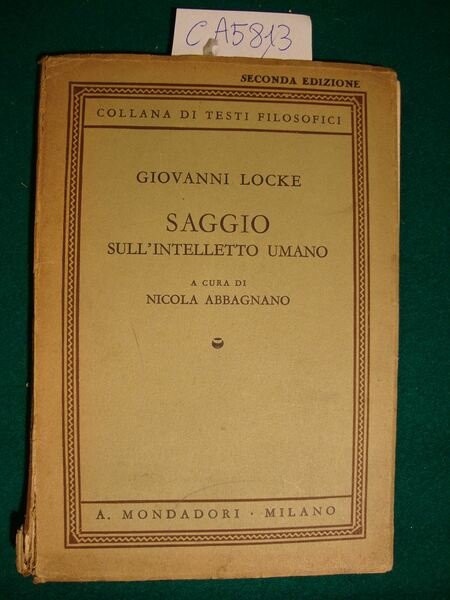 CA5813
SECONDA EDIZIONE
COLLANA DI TESTI FILOSOFICI
GIOVANNI LOCKE
SAGGIO
SULL'INTELLETTO UMANO
A CURA DI
NICOLA ABBAGNANO
A. MONDADORI · MILANO